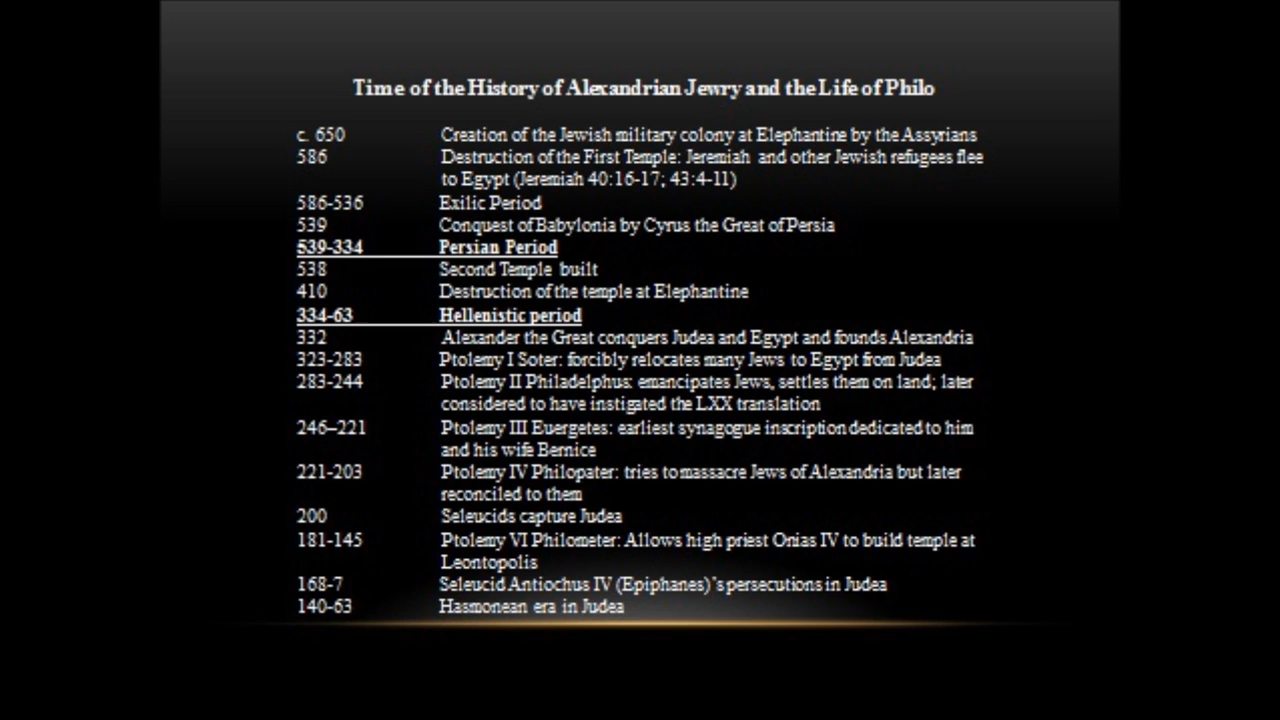 Time of the History of Alexandrian Jewry and the Life of Philo
c. 650 Creation of the Jewish military colony at Elephantine by the Assyrians
586 Destruction of the First Temple: Jeremiah and other Jewish refugees flee
to Egypt (Jeremiah 40:16-17; 43:4-11)
586-536 Exilic Period
539 Conquest of Babylonia by Cyrus the Great of Persia
539-334 Persian Period
538 Second Temple built
410 Destruction of the temple at Elephantine
334-63 Hellenistic period
332 Alexander the Great conquers Judea and Egypt and founds Alexandria
323-283 Ptolemy I Soter: forcibly relocates many Jews to Egypt from Judea
283-244 Ptolemy II Philadelphus: emancipates Jews, settles them on land; later
considered to have instigated the LXX translation
246–221 Ptolemy III Euergetes: earliest synagogue inscription dedicated to him
and his wife Bernice
221-203 Ptolemy IV Philopater: tries to massacre Jews of Alexandria but later
reconciled to them
200 Seleucids capture Judea
181-145 Ptolemy VI Philometer: Allows high priest Onias IV to build temple at
Leontopolis
168-7 Seleucid Antiochus IV (Epiphanes)'s persecutions in Judea
140-63 Hasmonean era in Judea